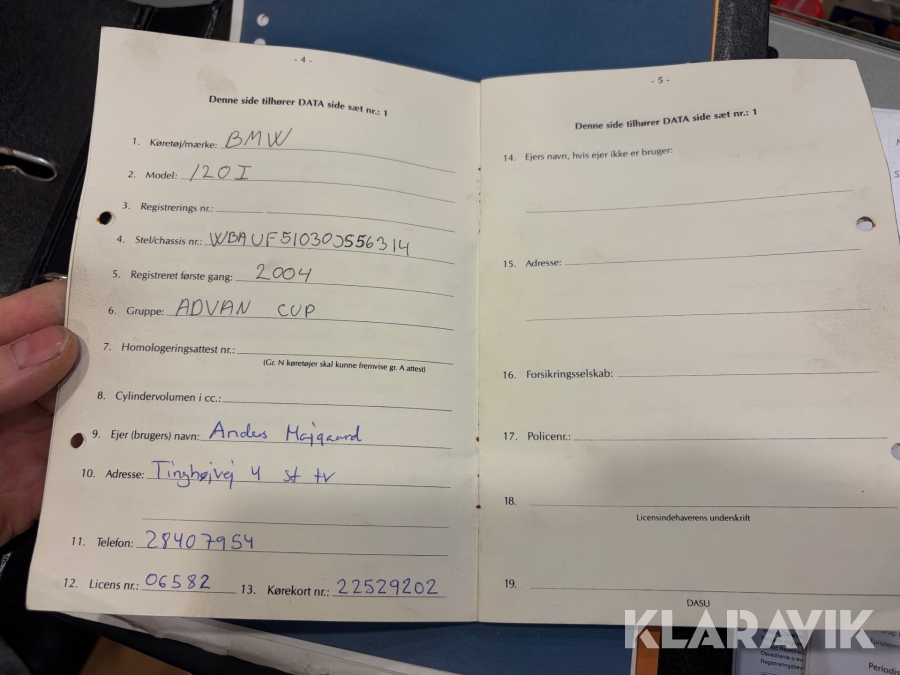 - 4 -
Denne side tilhører DATA side sæt nr.: 1
1. Køretøj/mærke: BMW
2. Model: 120I
3. Registrerings nr.:
4. Stel/chassis nr.: WBAUF51030J556314
5. Registreret første gang: 2004
6. Gruppe: ADVAN CUP
7. Homologeringsattest nr.:
(Gr. N køretøjer skal kunne fremvise gr. A attest)
8. Cylindervolumen i cc.:
9. Ejer (brugers) navn: Anders Majgaard
10. Adresse: Tinghøjvej 4 st tv
11. Telefon: 28407954
12. Licens nr.: 06582 13. Kørekort nr.: 22529202
- 5 -
Denne side tilhører DATA side sæt nr.: 1
14. Ejers navn, hvis ejer ikke er bruger:
15. Adresse:
16. Forsikringsselskab:
17. Policenr.:
18.
Licensindehaverens underskrift
19.
DASU
KLARAVIK